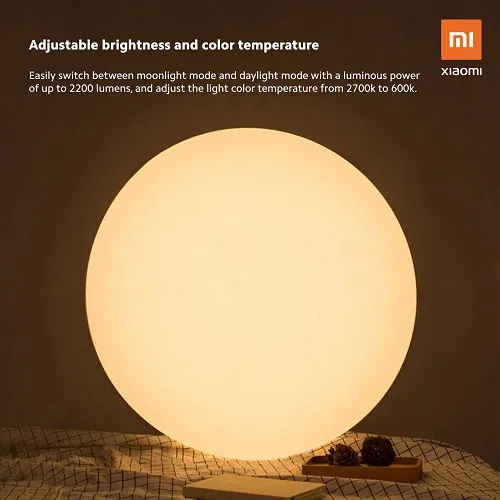 Adjustable brightness and color temperature
mi
XIAOMI
Easily switch between moonlight mode and daylight mode with a luminous power
of up to 2200 lumens, and adjust the light color temperature from 2700k to 600k.